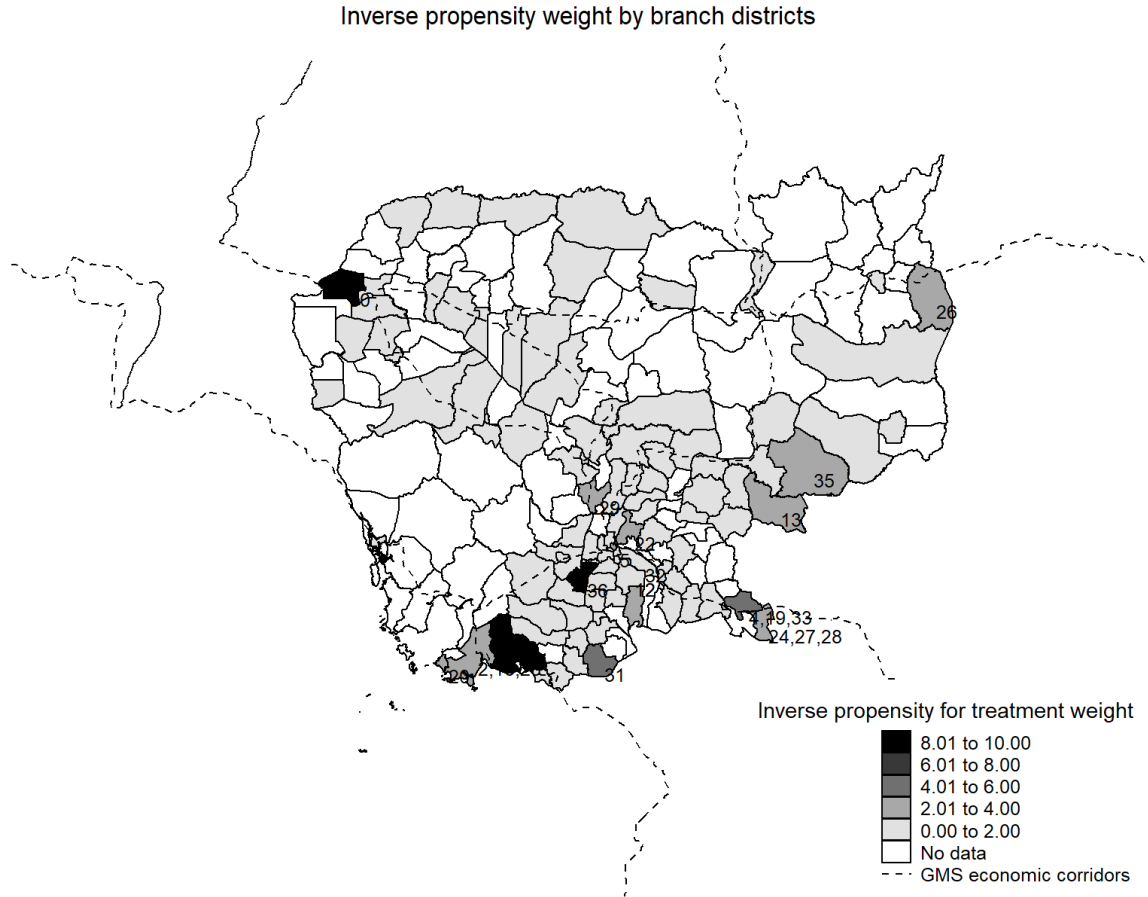 Inverse propensity weight by branch districts
26
35
13
29
22
5
32
36
12
4,19,33
24,27,28
31
Inverse propensity for treatment weight
8.01 to 10.00
6.01 to 8.00
4.01 to 6.00
2.01 to 4.00
0.00 to 2.00
No data
GMS economic corridors